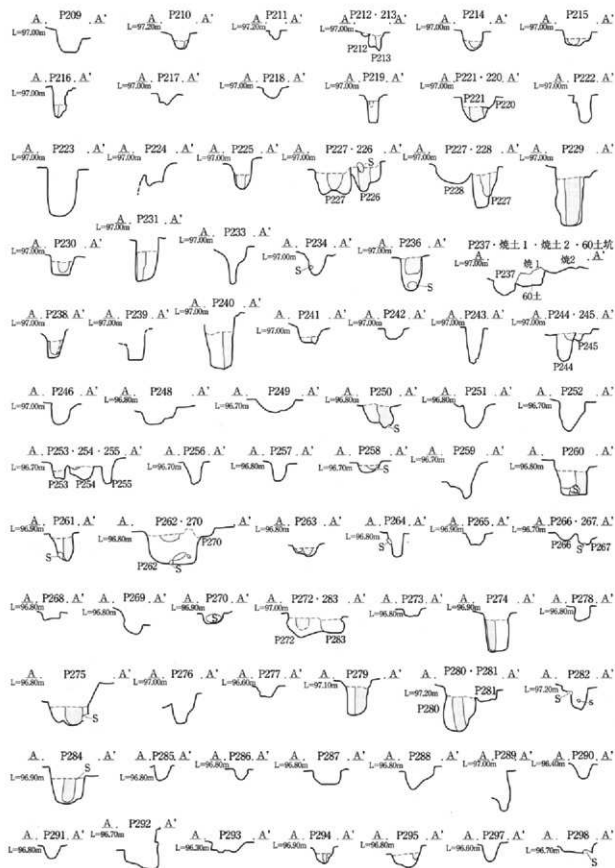 A P209 A' A P210 A' A P211 A' A P212・213 A' A P214 A' A P215 A'
L=97.00m L=97.20m L=97.20m L=97.00m L=97.00m L=97.00m
P212 P213
A P216 A' A P217 A' A P218 A' A P219 A' A P221・220 A' A P222 A'
L=97.00m L=97.00m L=97.00m L=97.00m L=97.00m L=97.00m
P221 P220
A P223 A' A P224 A' A P225 A' A P227・226 A' A P227・228 A' A P229 A'
L=97.00m L=97.00m L=97.00m L=97.00m L=97.00m L=97.00m
S P227 P226 P228 P227
A P230 A' A P231 A' A P233 A' A P234 A' A P236 A' P237・焼土1・焼土2・60土坑
L=97.00m L=97.00m L=97.00m L=97.00m L=97.00m L=97.00m A A'
S S P237 焼1 焼2 60土
A P238 A' A P239 A' A P240 A' A P241 A' A P242 A' A P243 A' A P244・245 A'
L=97.00m L=97.00m L=97.00m L=97.00m L=97.00m L=97.00m L=97.00m
P245 P244
A P246 A' A P248 A' A P249 A' A P250 A' A P251 A' A P252 A'
L=97.00m L=96.80m L=96.70m L=96.80m L=96.80m L=96.70m
S
A P253・254・255 A' A P256 A' A P257 A' A P258 A' A P259 A' A P260 A'
L=96.70m L=96.70m L=96.80m L=96.80m L=96.70m L=96.80m
P253 P254 P255 S S
A P261 A' A P262・270 A' A P263 A' A P264 A' A P265 A' A P266・267 A'
L=96.90m L=96.80m L=96.80m L=96.80m L=96.80m L=96.70m
S P262 S P270 S P266 S P267
A P268 A' A P269 A' A P270 A' A P272・283 A' A P273 A' A P274 A' A P278 A'
L=96.80m L=96.80m L=96.90m L=97.00m L=96.80m L=96.90m L=96.80m
S P272 P283
A P275 A' A P276 A' A P277 A' A P279 A' A P280・P281 A' A P282 A'
L=96.80m L=97.00m L=96.60m L=97.10m L=97.20m L=97.20m
S P280 P281 S S
A P284 A' A P285 A' A P286 A' A P287 A' A P288 A' A P289 A' A P290 A'
L=96.90m L=96.80m L=96.80m L=96.80m L=96.80m L=97.00m L=96.40m
S
A P291 A' A P292 A' A P293 A' A P294 A' A P295 A' A P297 A' A P298 A'
L=96.80m L=96.70m L=96.30m L=96.90m L=96.80m L=96.60m L=96.70m
S